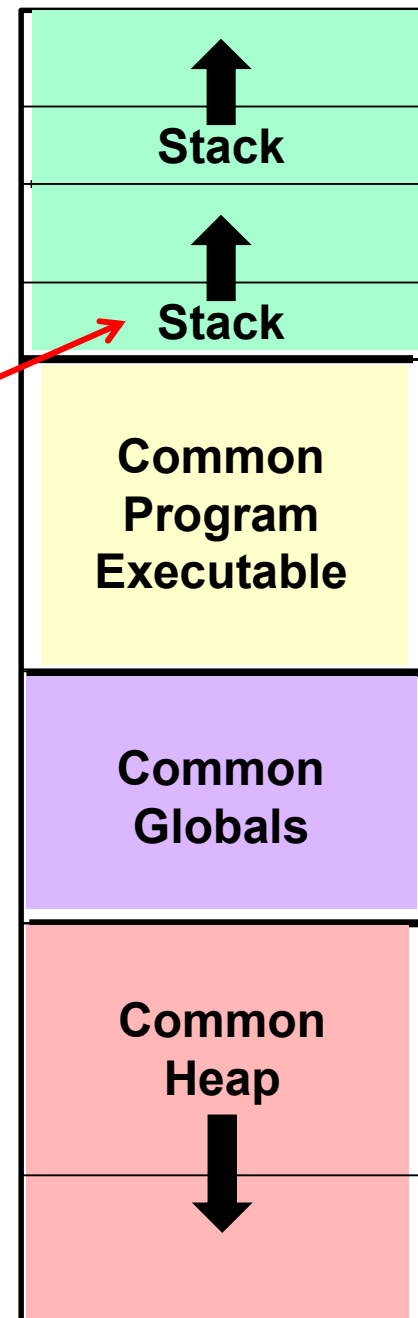 Stack
Stack
Common
Program
Executable
Common
Globals
Common
Heap